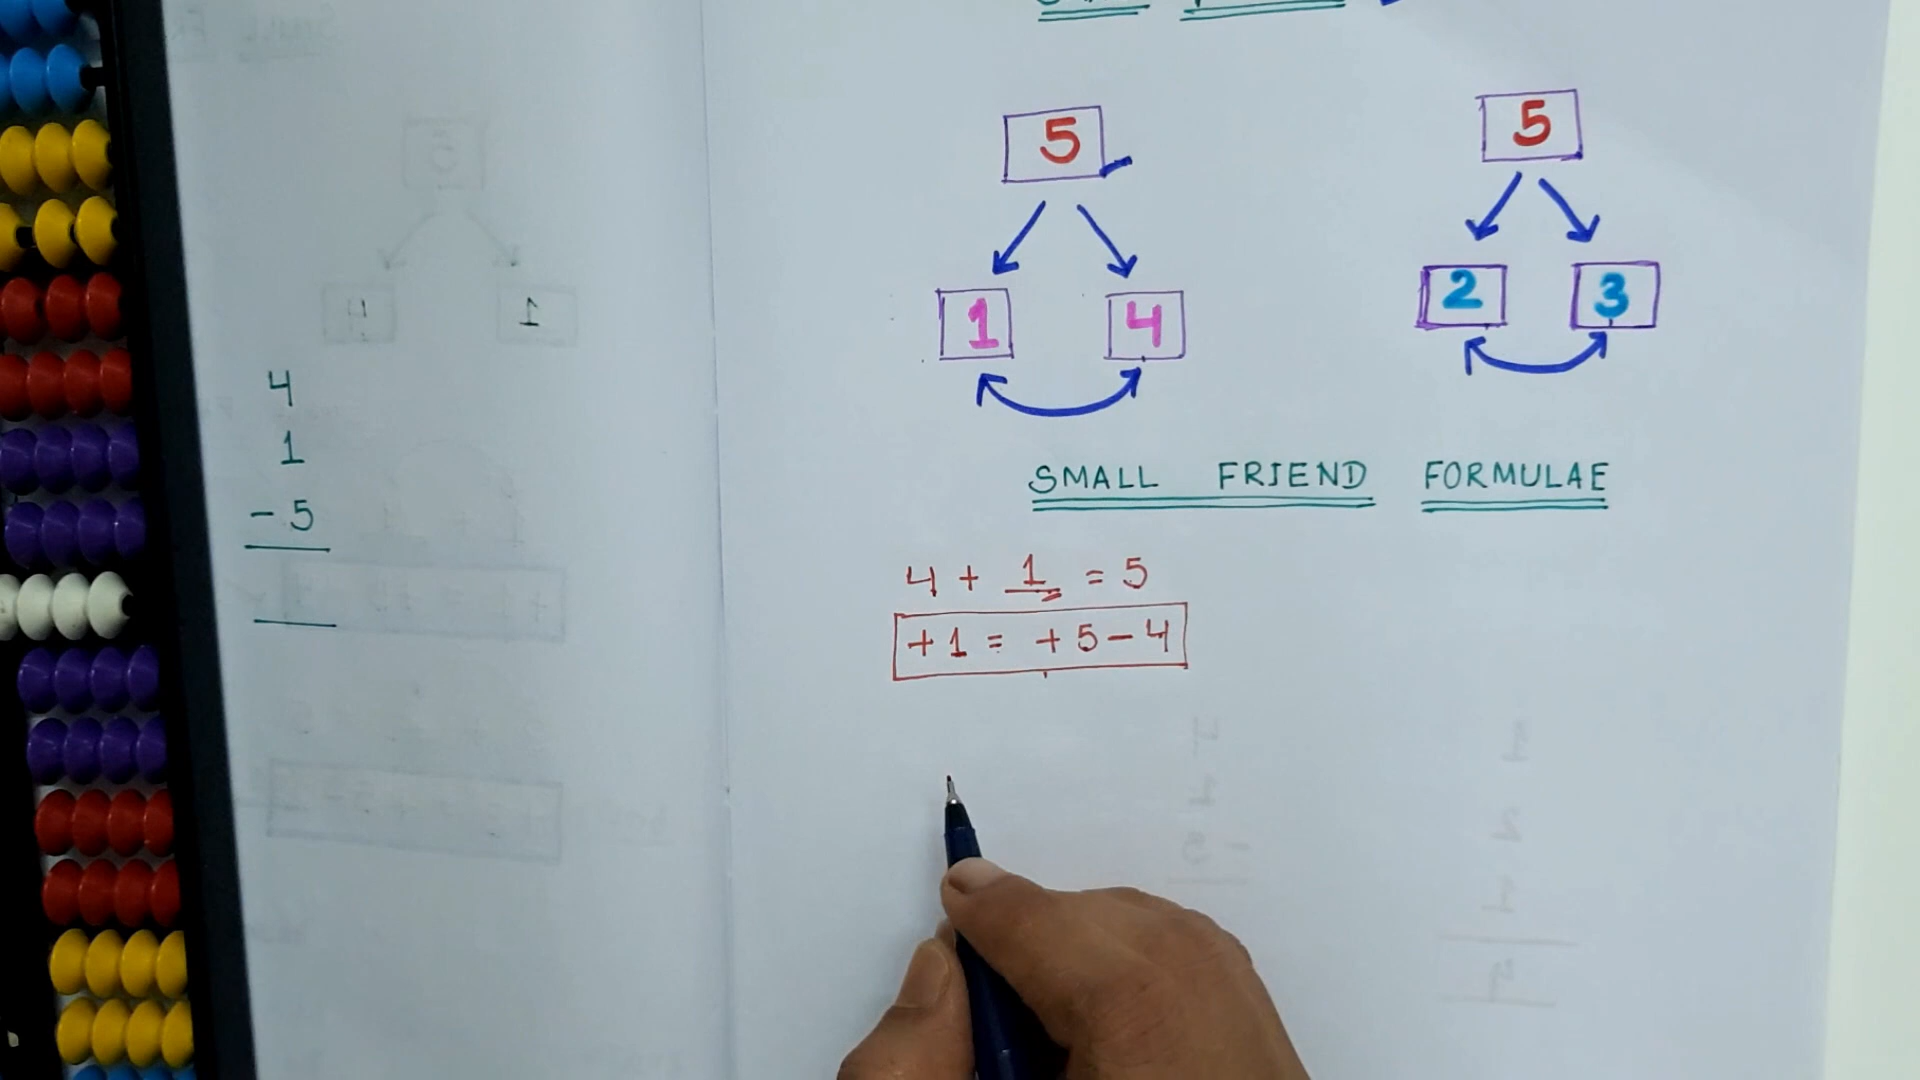 5
5
1 4
2 3
4
1
- 5
SMALL FRIEND FORMULAE
4 + 1 = 5
+ 1 = + 5 - 4